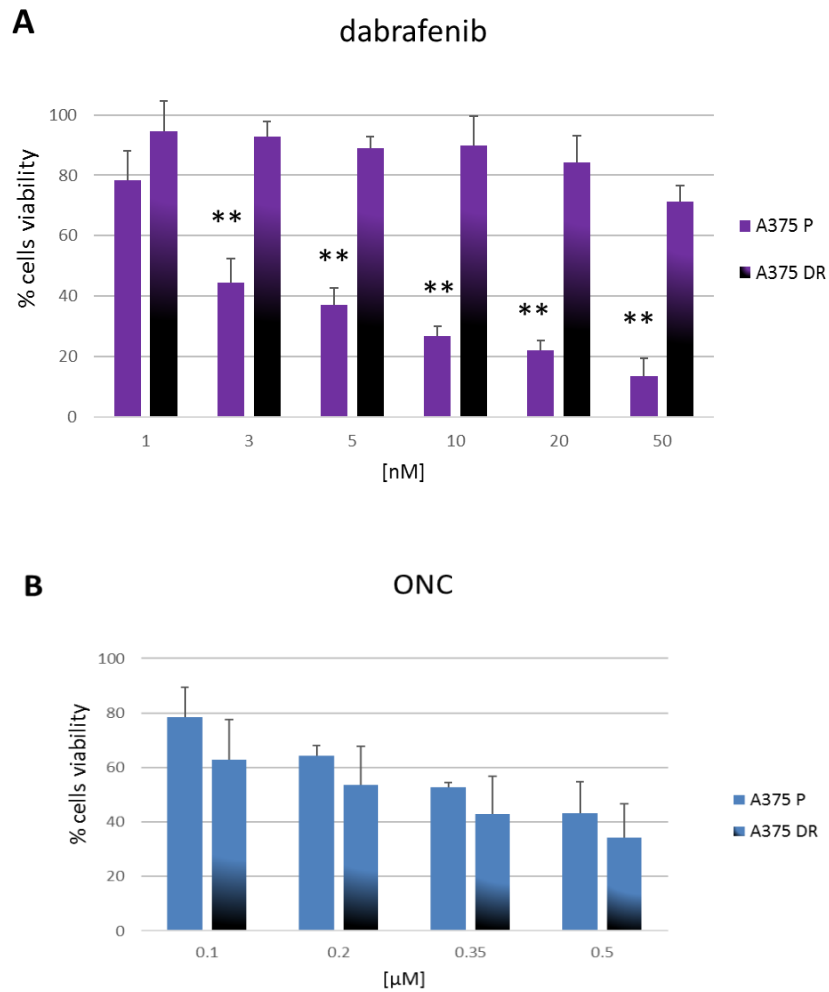 A
dabrafenib
% cells viability
100
80
60
40
20
0
**
**
**
**
**
1 3 5 10 20 50
[nM]
A375 P
A375 DR
B
ONC
% cells viability
100
80
60
40
20
0
0.1 0.2 0.35 0.5
[µM]
A375 P
A375 DR